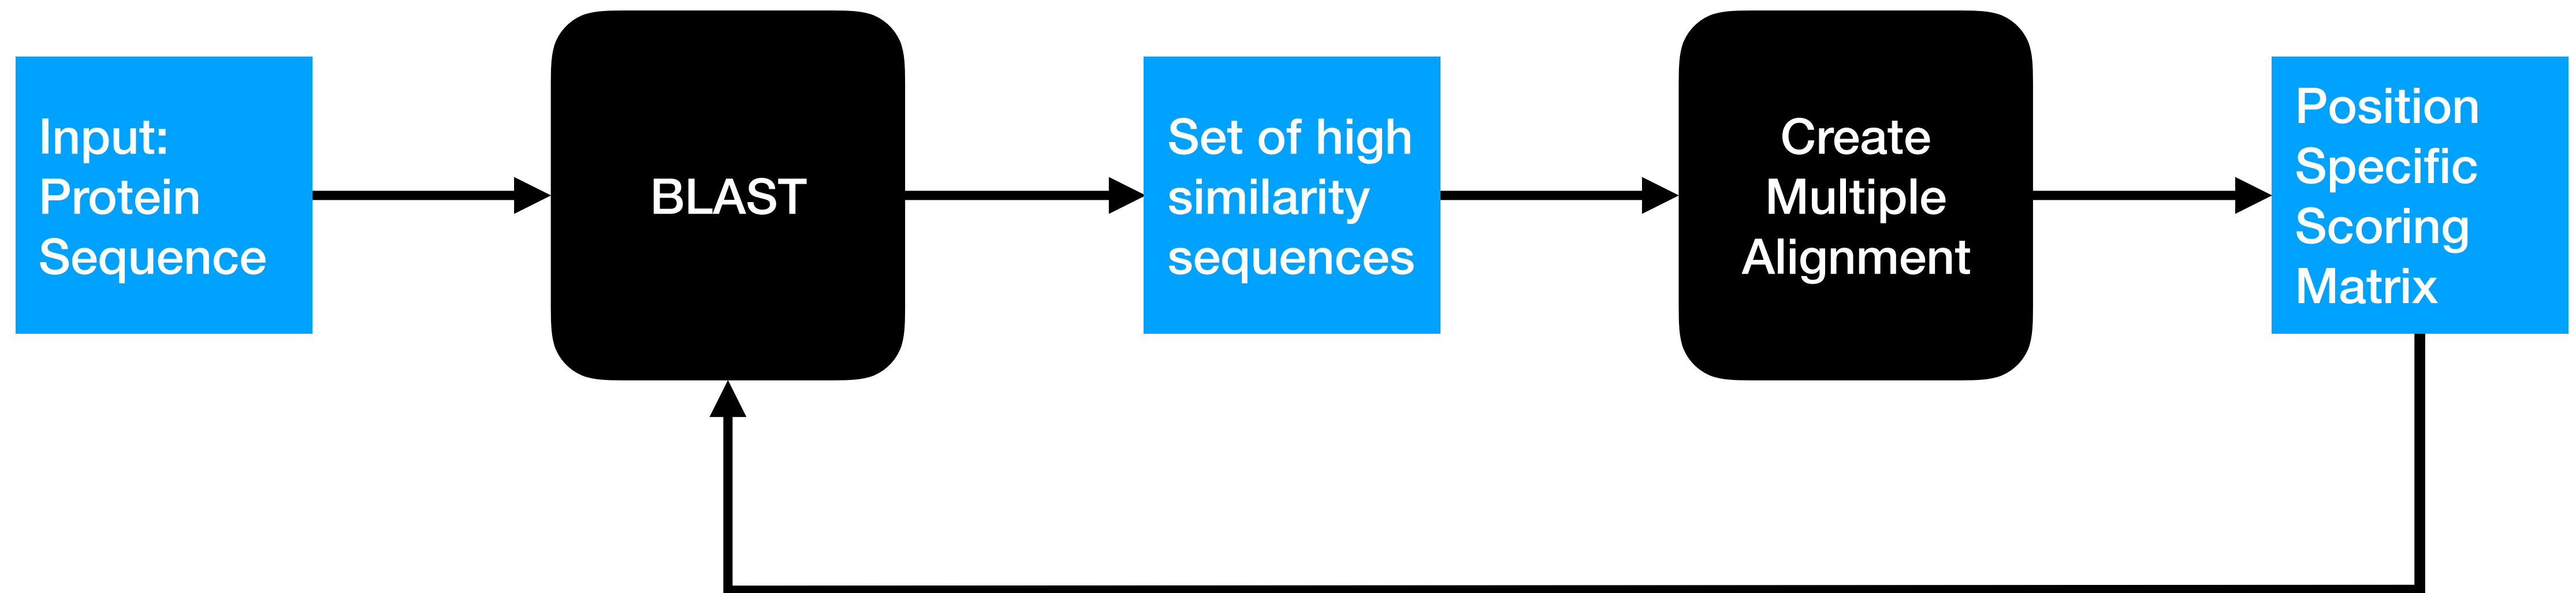 Input:
Protein
Sequence
BLAST
Set of high
similarity
sequences
Create
Multiple
Alignment
Position
Specific
Scoring
Matrix